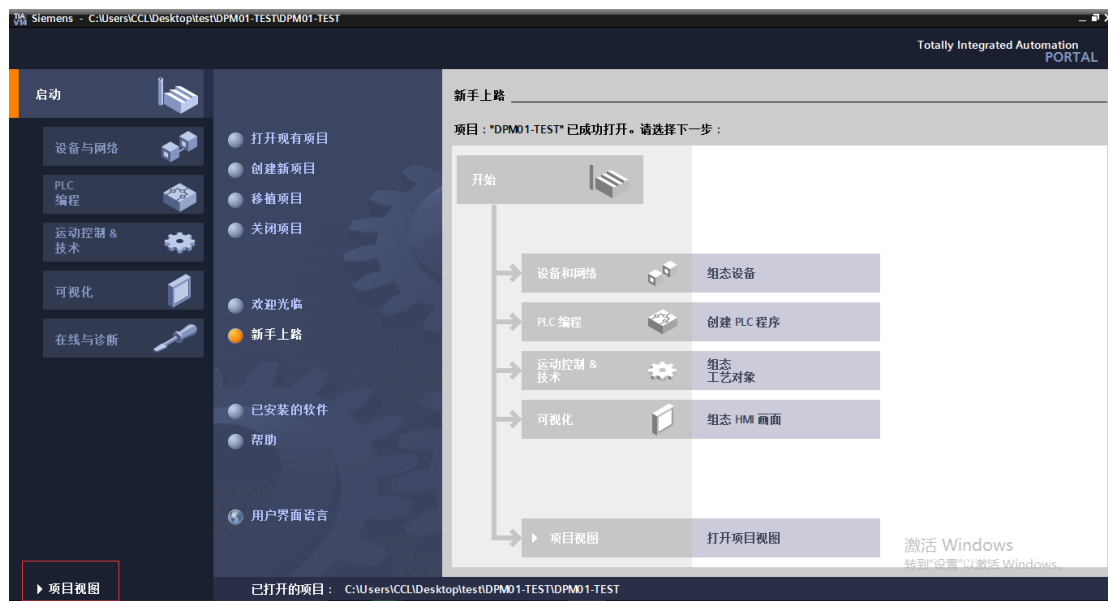 TIA V14 Siemens - C:\Users\CCL\Desktop\test\DPM01-TEST\DPM01-TEST
Totally Integrated Automation
PORTAL
启动
设备与网络
PLC
编程
运动控制 &
技术
可视化
在线与诊断
项目视图
打开现有项目
创建新项目
移植项目
关闭项目
欢迎光临
新手上路
已安装的软件
帮助
用户界面语言
新手上路
项目："DPM01-TEST" 已成功打开。请选择下一步：
开始
设备和网络
组态设备
PLC 编程
创建 PLC 程序
运动控制 &
技术
组态
工艺对象
可视化
组态 HMI 画面
项目视图
打开项目视图
激活 Windows
转到"设置"以激活 Windows。
已打开的项目： C:\Users\CCL\Desktop\test\DPM01-TEST\DPM01-TEST